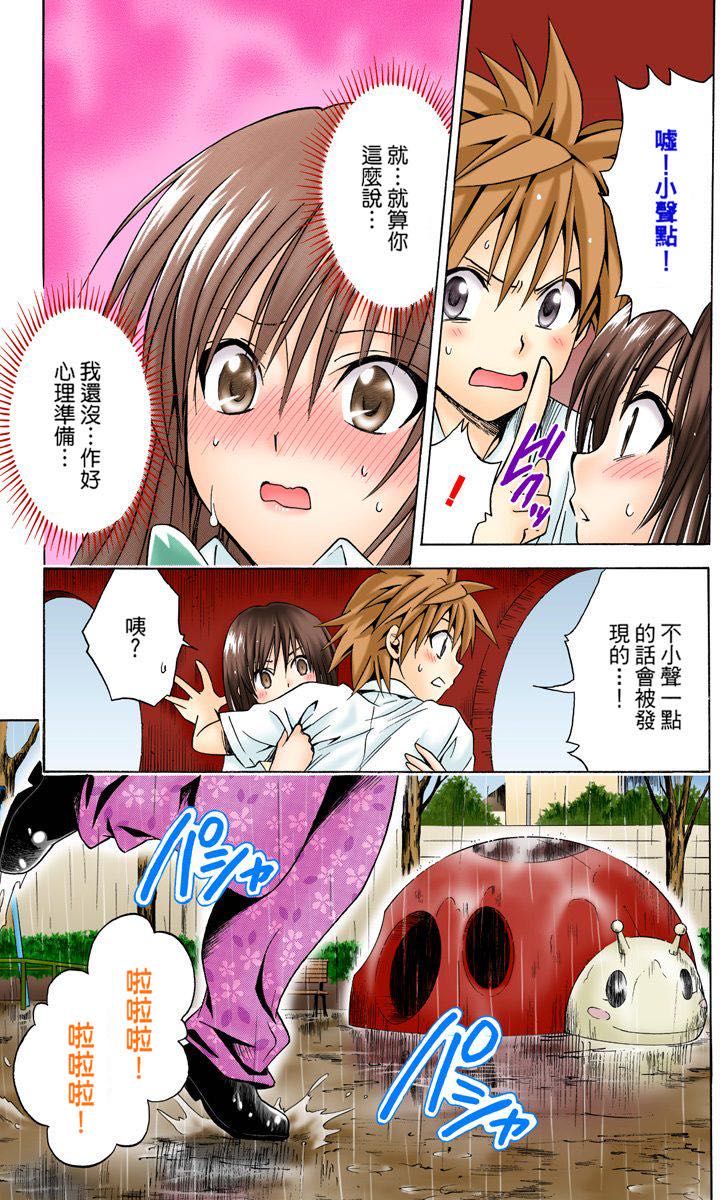 噓！小聲點！
！
ビクッ
就…就算你
這麼說…
我還沒…作好
心理準備…
不小聲一點
的話會被發
現的…！
咦？
パシャ
パシャ
啦啦啦！
啦啦啦！